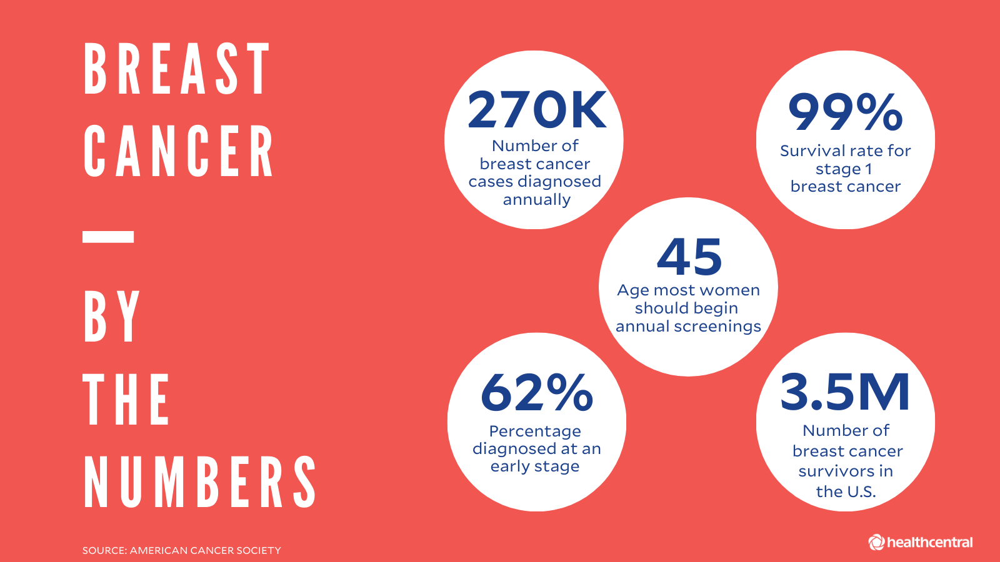 BREAST
CANCER
BY
THE
NUMBERS
SOURCE: AMERICAN CANCER SOCIETY
270K
Number of
breast cancer
cases diagnosed
annually
99%
Survival rate for
stage 1
breast cancer
45
Age most women
should begin
annual screenings
62%
Percentage
diagnosed at an
early stage
3.5M
Number of
breast cancer
survivors in
the U.S.
healthcentral